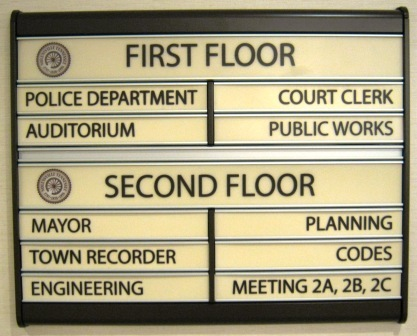 FIRST FLOOR
POLICE DEPARTMENT COURT CLERK
AUDITORIUM PUBLIC WORKS
SECOND FLOOR
MAYOR PLANNING
TOWN RECORDER CODES
ENGINEERING MEETING 2A, 2B, 2C